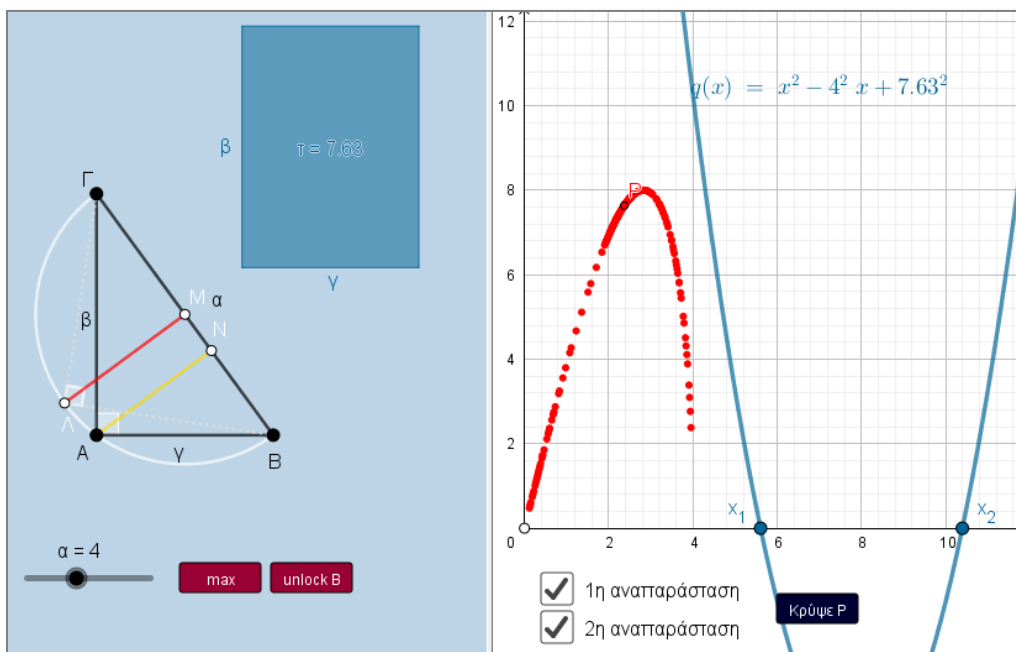 β
τ = 7.63
γ
Γ
M α
N
β
Λ
A
γ
B
α = 4
max
unlock B
12
q(x) = x² − 4² x + 7.63²
10
8
P
6
4
2
x₁
x₂
0
2
4
6
8
10
1η αναπαράσταση
Κρύψε P
2η αναπαράσταση